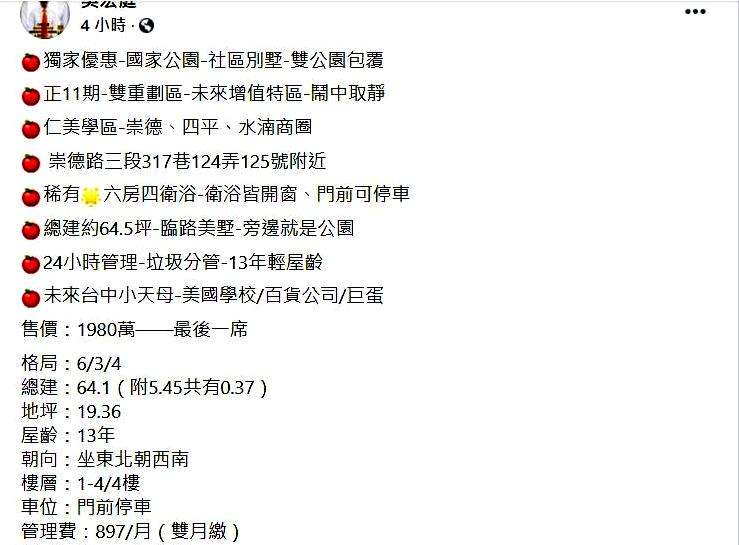 4 小時
獨家優惠-國家公園-社區別墅-雙公園包覆
正11期-雙重劃區-未來增值特區-鬧中取靜
仁美學區-崇德、四平、水湳商圈
崇德路三段317巷124弄125號附近
稀有🌟六房四衛浴-衛浴皆開窗、門前可停車
總建約64.5坪-臨路美墅-旁邊就是公園
24小時管理-垃圾分管-13年輕屋齡
未來台中小天母-美國學校/百貨公司/巨蛋
售價：1980萬——最後一席
格局：6/3/4
總建：64.1（附5.45共有0.37）
地坪：19.36
屋齡：13年
朝向：坐東北朝西南
樓層：1-4/4樓
車位：門前停車
管理費：897/月（雙月繳）